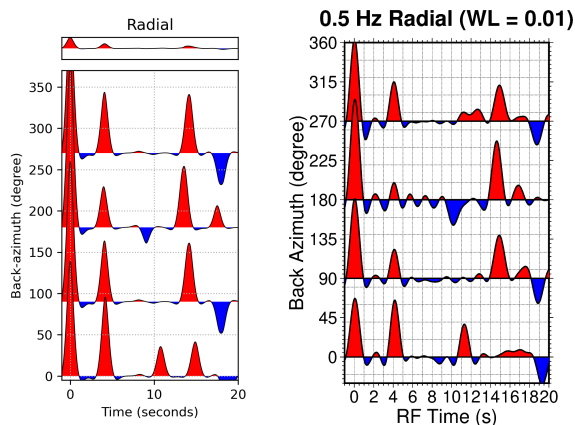 Radial
350
300
250
200
150
100
50
0
Back-azimuth (degree)
0 10 20
Time (seconds)
0.5 Hz Radial (WL = 0.01)
360
315
270
225
180
135
90
45
0
Back Azimuth (degree)
0 2 4 6 8 10 12 14 16 18 20
RF Time (s)